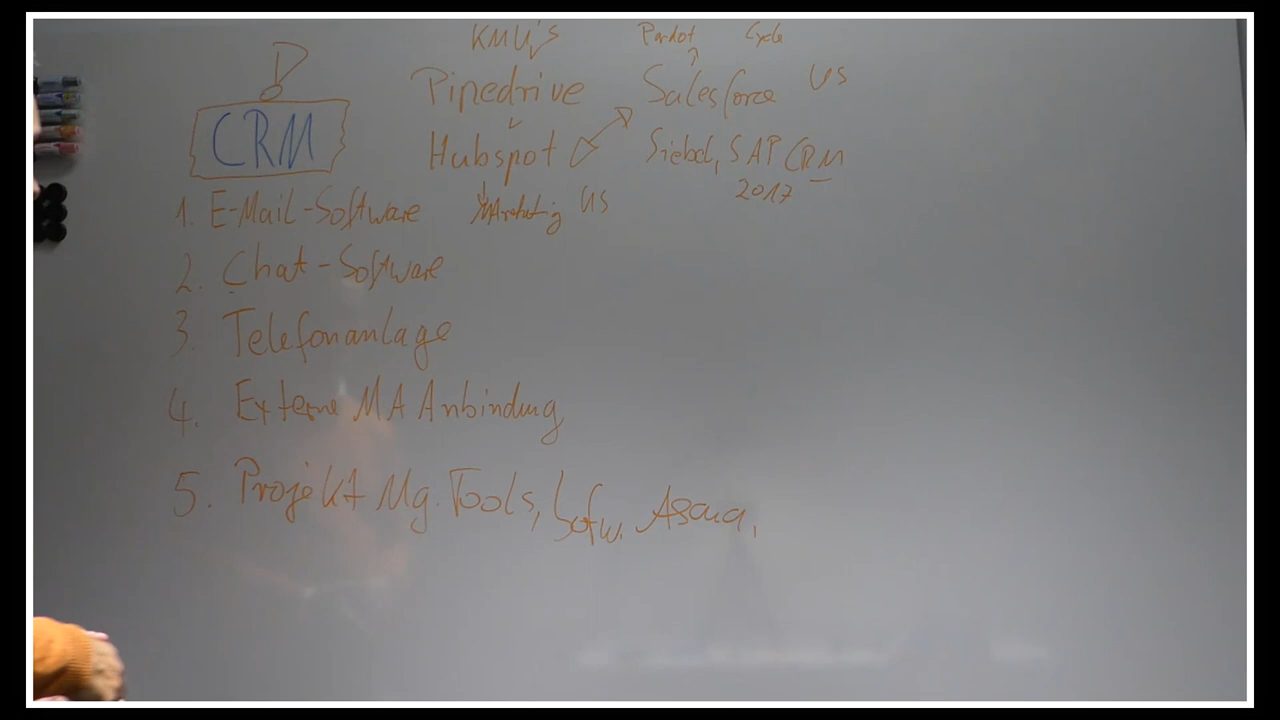 KMU's Pardot Cycle
Pipedrive Salesforce US
CRM
Hubspot Siebel, SAP CRM
2017
1. E-Mail-Software Marketing US
2. Chat-Software
3. Telefonanlage
4. Externe MA Anbindung
5. Projekt Mg. Tools, Sofw. Asana,